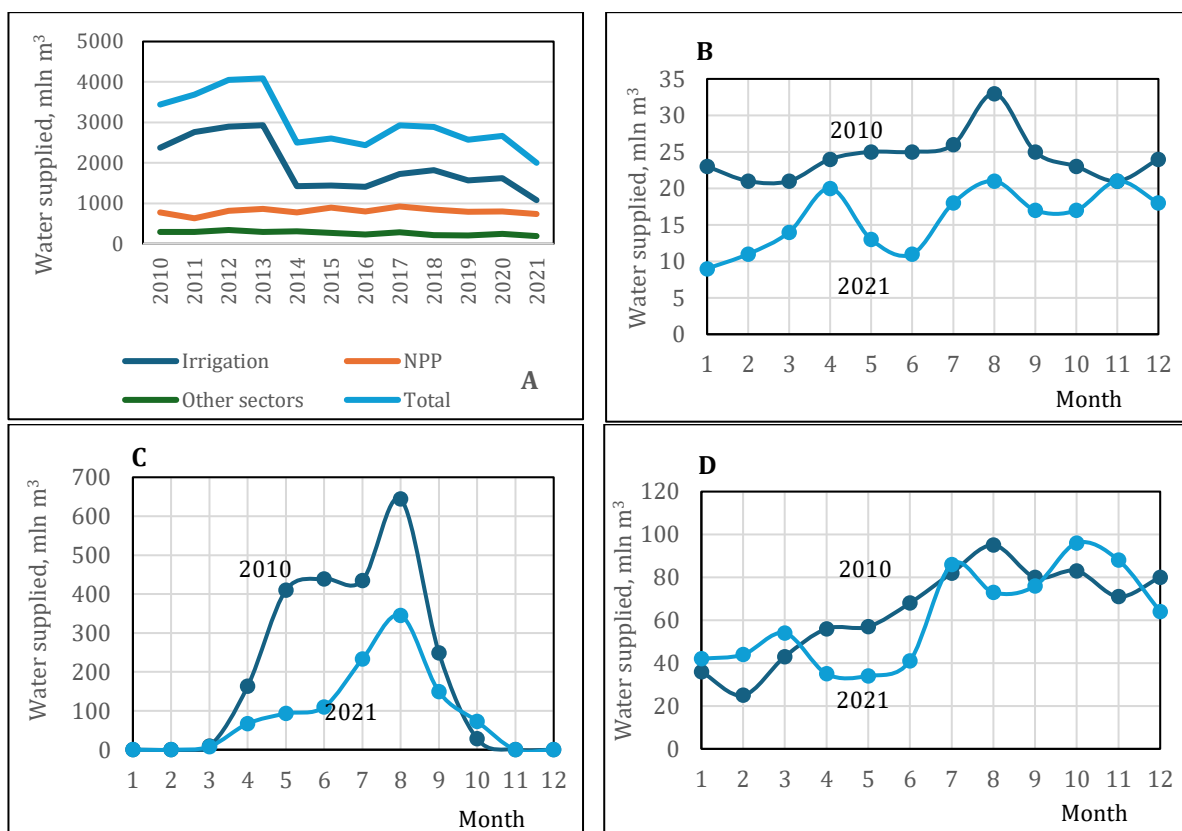 Water supplied, mln m³
5000
4000
3000
2000
1000
0
2010 2011 2012 2013 2014 2015 2016 2017 2018 2019 2020 2021
Irrigation NPP
Other sectors Total
A
B
Water supplied, mln m³
35
30
25
20
15
10
5
0
2010
2021
1 2 3 4 5 6 7 8 9 10 11 12
Month
C
Water supplied, mln m³
700
600
500
400
300
200
100
0
2010
2021
1 2 3 4 5 6 7 8 9 10 11 12
Month
D
Water supplied, mln m³
120
100
80
60
40
20
0
2010
2021
1 2 3 4 5 6 7 8 9 10 11 12
Month